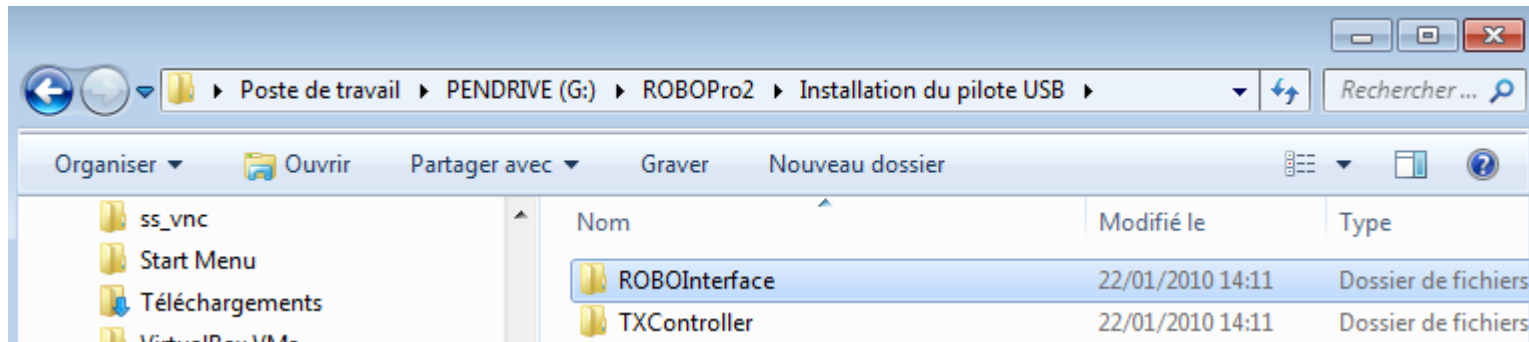 Poste de travail PENDRIVE (G:) ROBOPro2 Installation du pilote USB Rechercher ...
Organiser Ouvrir Partager avec Graver Nouveau dossier
ss_vnc
Start Menu
Téléchargements
VirtualBox VMs
Nom Modifié le Type
ROBOInterface 22/01/2010 14:11 Dossier de fichiers
TXController 22/01/2010 14:11 Dossier de fichiers